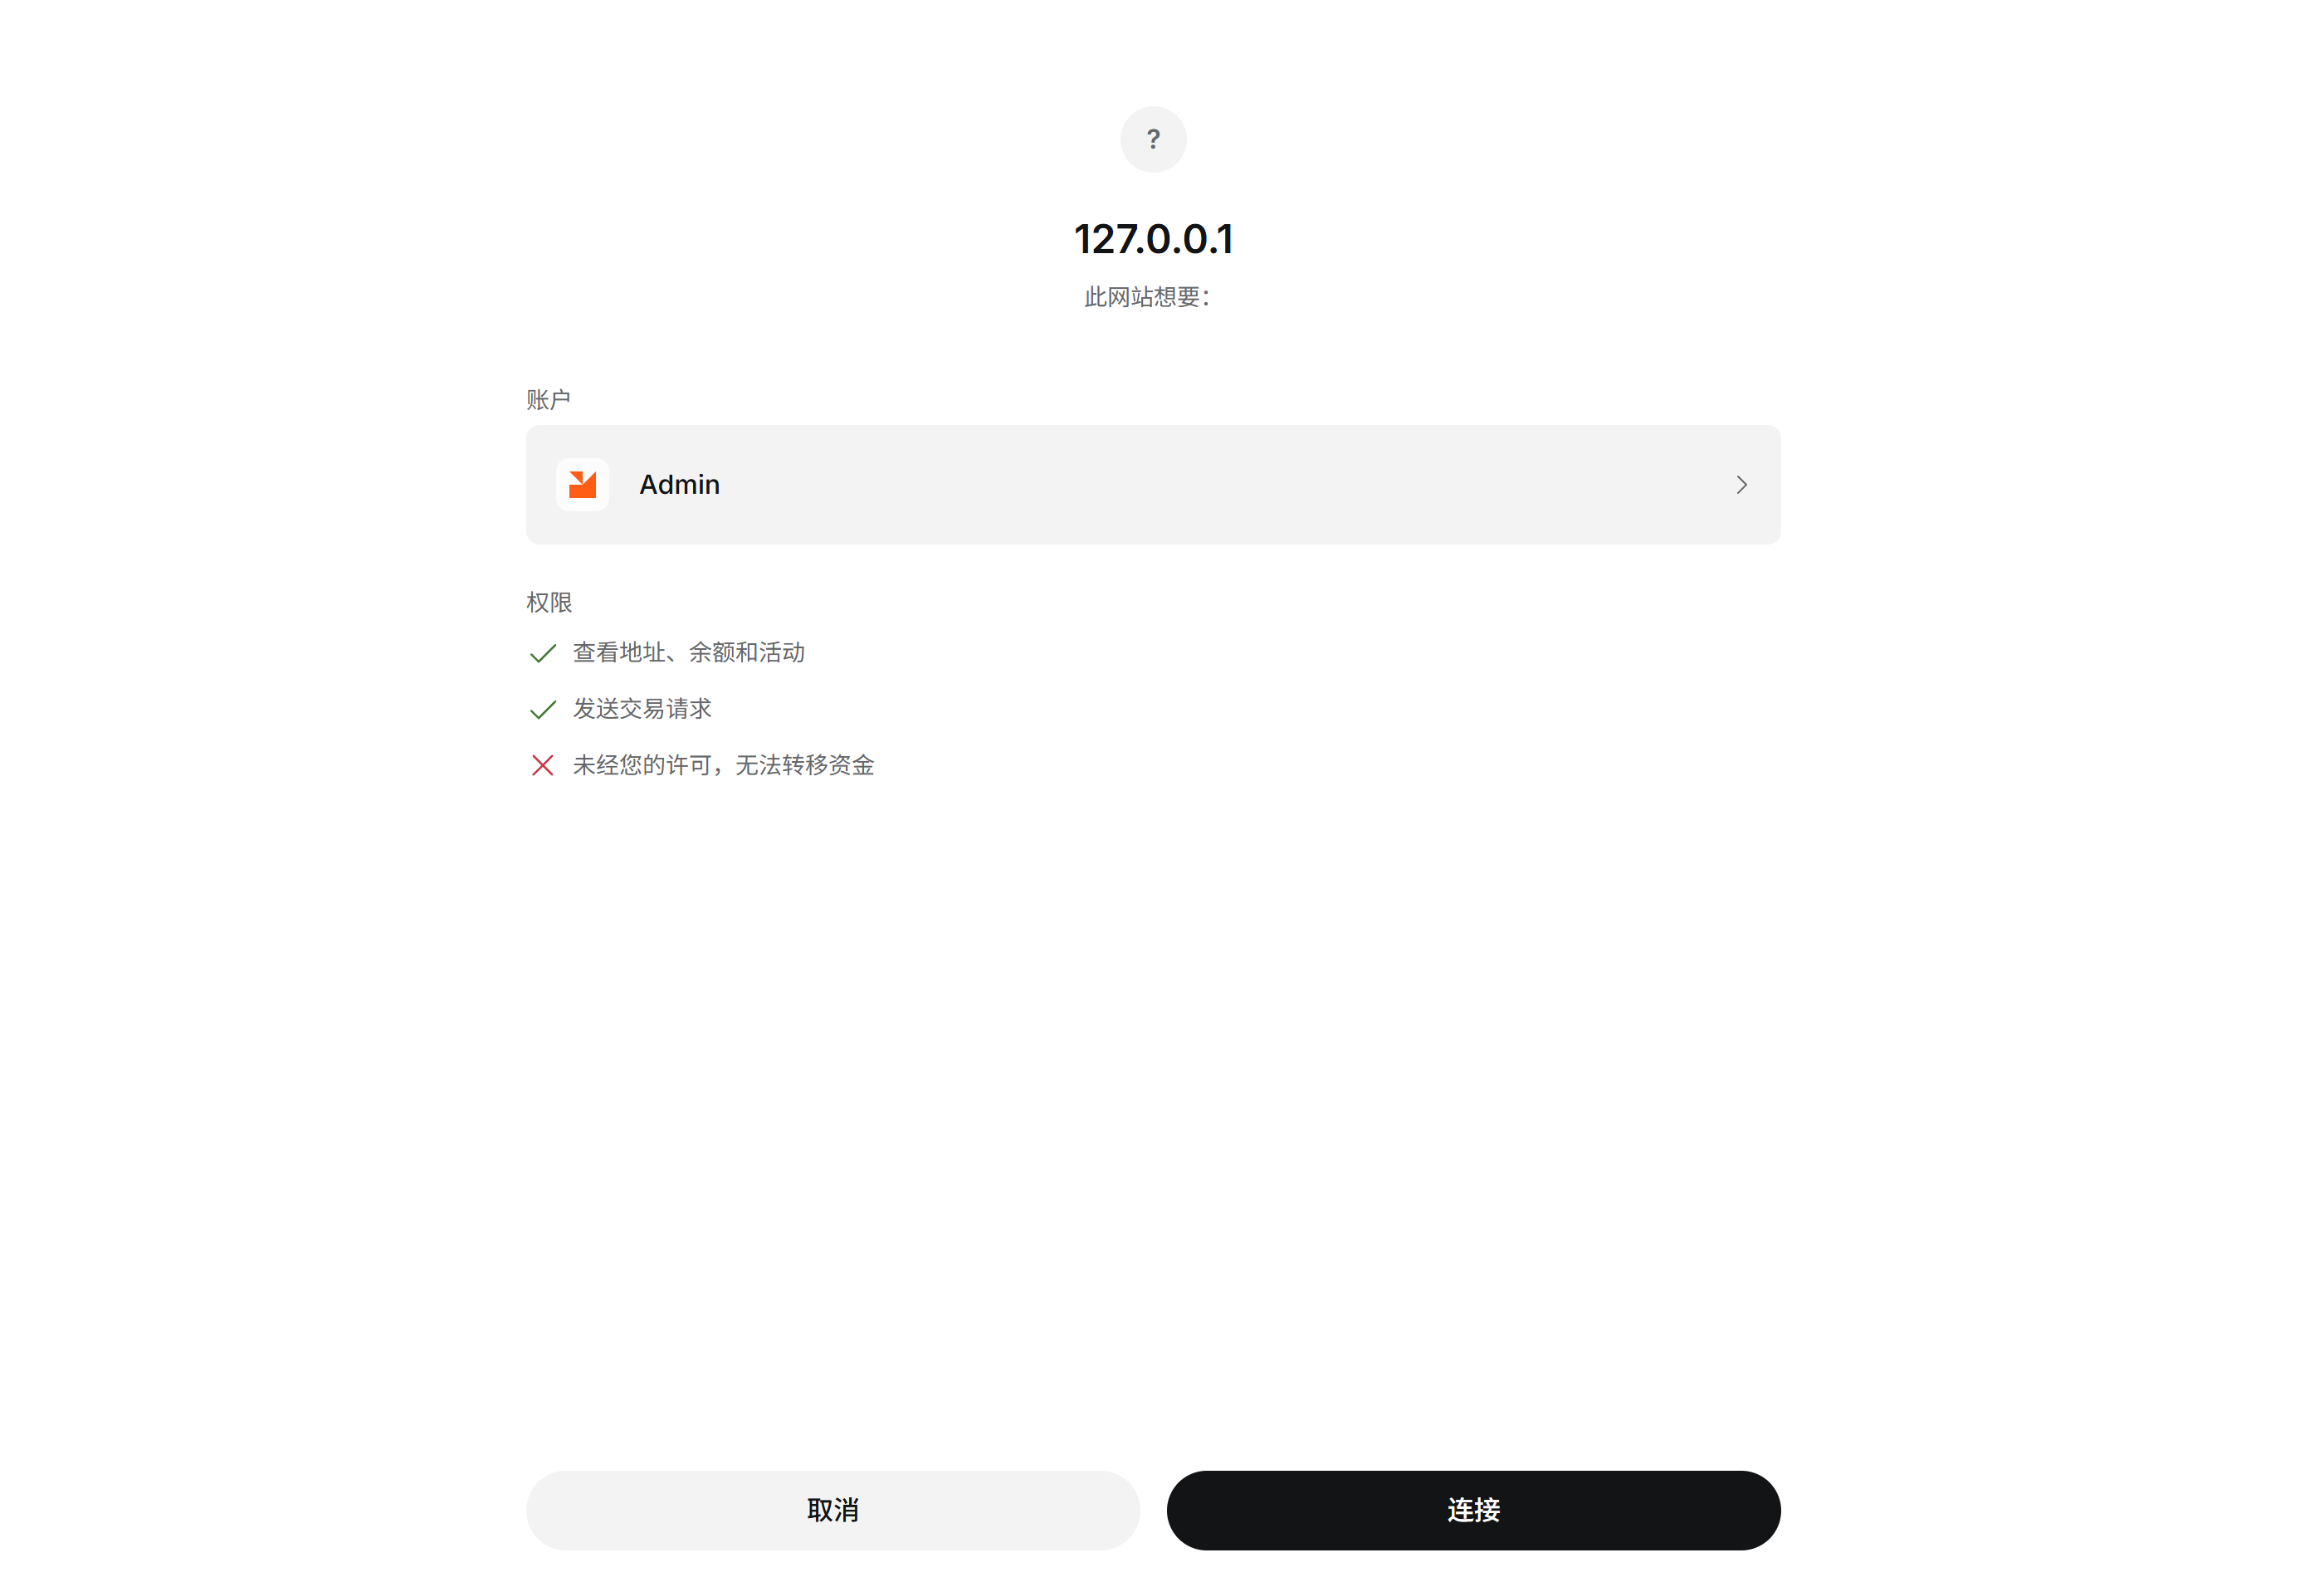 ?
127.0.0.1
此网站想要：
账户
Admin
权限
查看地址、余额和活动
发送交易请求
未经您的许可，无法转移资金
取消
连接